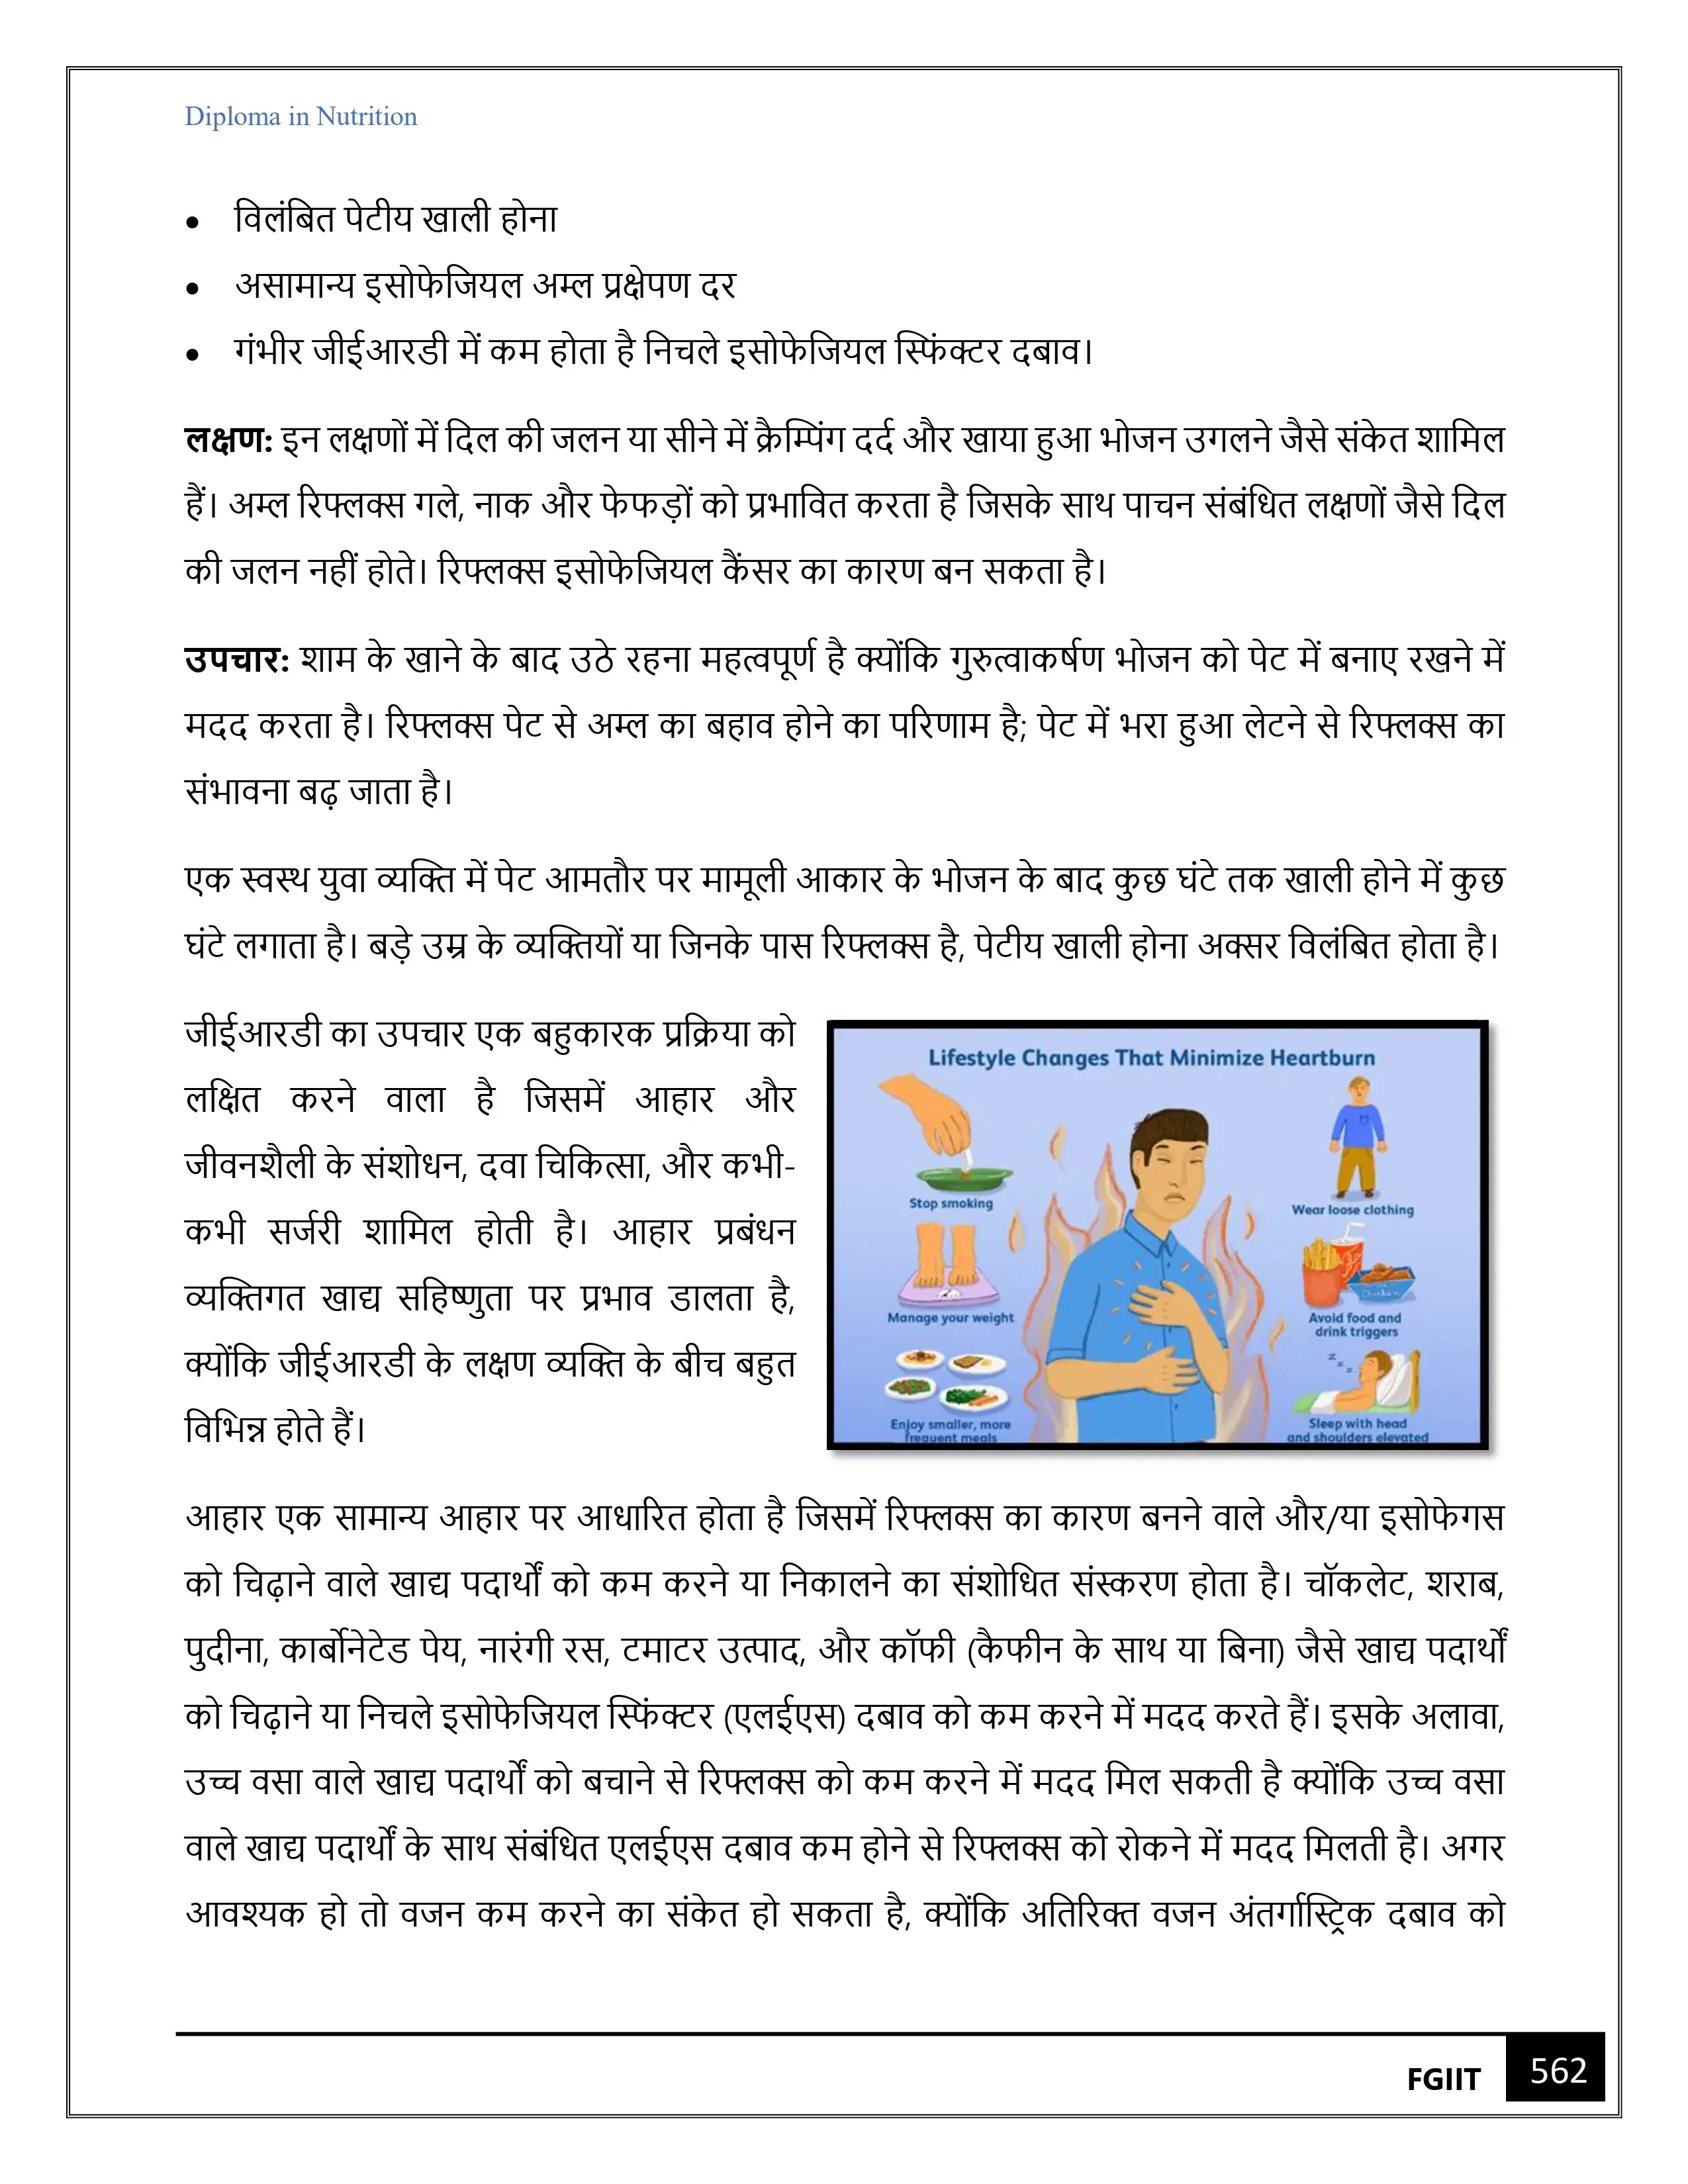 Diploma in Nutrition
• विलंबित पेटीय खाली होना
• असामान्य इसोफेजियल अम्ल प्रक्षेपण दर
• गंभीर जीईआरडी में कम होता है निचले इसोफेजियल स्फिंक्टर दबाव।
लक्षण: इन लक्षणों में दिल की जलन या सीने में क्रैम्पिंग दर्द और खाया हुआ भोजन उगलने जैसे संकेत शामिल
हैं। अम्ल रिफ्लक्स गले, नाक और फेफड़ों को प्रभावित करता है जिसके साथ पाचन संबंधित लक्षणों जैसे दिल
की जलन नहीं होते। रिफ्लक्स इसोफेजियल कैंसर का कारण बन सकता है।
उपचार: शाम के खाने के बाद उठे रहना महत्वपूर्ण है क्योंकि गुरुत्वाकर्षण भोजन को पेट में बनाए रखने में
मदद करता है। रिफ्लक्स पेट से अम्ल का बहाव होने का परिणाम है; पेट में भरा हुआ लेटने से रिफ्लक्स का
संभावना बढ़ जाता है।
एक स्वस्थ युवा व्यक्ति में पेट आमतौर पर मामूली आकार के भोजन के बाद कुछ घंटे तक खाली होने में कुछ
घंटे लगाता है। बड़े उम्र के व्यक्तियों या जिनके पास रिफ्लक्स है, पेटीय खाली होना अक्सर विलंबित होता है।
जीईआरडी का उपचार एक बहुकारक प्रक्रिया को
लक्षित करने वाला है जिसमें आहार और
जीवनशैली के संशोधन, दवा चिकित्सा, और कभी-
कभी सर्जरी शामिल होती है। आहार प्रबंधन
व्यक्तिगत खाद्य सहिष्णुता पर प्रभाव डालता है,
क्योंकि जीईआरडी के लक्षण व्यक्ति के बीच बहुत
विभिन्न होते हैं।
Lifestyle Changes That Minimize Heartburn
Stop smoking
Wear loose clothing
Manage your weight
Chicken
Avoid food and
drink triggers
z z z
Enjoy smaller, more
frequent meals
Sleep with head
and shoulders elevated
आहार एक सामान्य आहार पर आधारित होता है जिसमें रिफ्लक्स का कारण बनने वाले और/या इसोफेगस
को चिढ़ाने वाले खाद्य पदार्थों को कम करने या निकालने का संशोधित संस्करण होता है। चॉकलेट, शराब,
पुदीना, कार्बोनेटेड पेय, नारंगी रस, टमाटर उत्पाद, और कॉफी (कैफीन के साथ या बिना) जैसे खाद्य पदार्थों
को चिढ़ाने या निचले इसोफेजियल स्फिंक्टर (एलईएस) दबाव को कम करने में मदद करते हैं। इसके अलावा,
उच्च वसा वाले खाद्य पदार्थों को बचाने से रिफ्लक्स को कम करने में मदद मिल सकती है क्योंकि उच्च वसा
वाले खाद्य पदार्थों के साथ संबंधित एलईएस दबाव कम होने से रिफ्लक्स को रोकने में मदद मिलती है। अगर
आवश्यक हो तो वजन कम करने का संकेत हो सकता है, क्योंकि अतिरिक्त वजन अंतर्गास्ट्रिक दबाव को
FGIIT 562